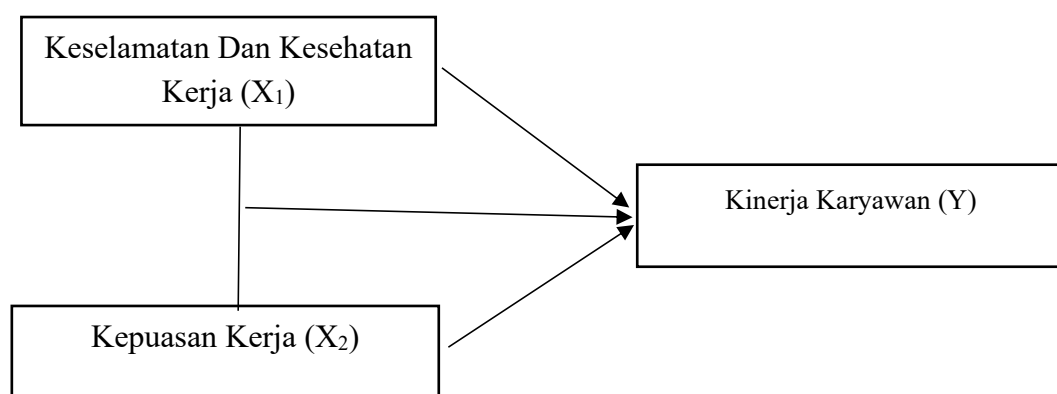 Keselamatan Dan Kesehatan
Kerja (X₁)
Kinerja Karyawan (Y)
Kepuasan Kerja (X₂)